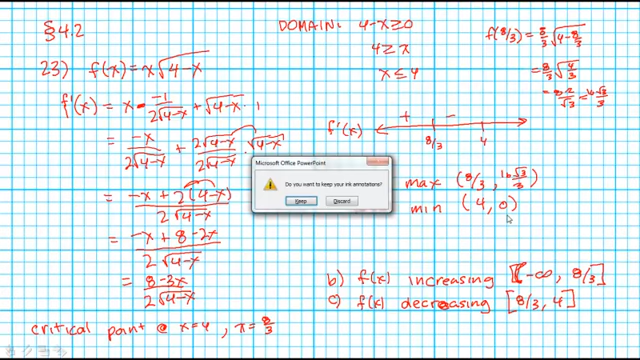 §4.2
23) f(x) = x√(4-x)
f'(x) = x · -1/(2√(4-x)) + √(4-x) · 1
= -x/(2√(4-x)) + 2√(4-x)/(2√(4-x)) · √(4-x)
= (-x + 2(4-x))/(2√(4-x))
= (-x + 8 - 2x)/(2√(4-x))
= (8-3x)/(2√(4-x))
critical point @ x=4, x=8/3
DOMAIN: 4-x≥0
4≥x
x≤4
f(8/3) = 8/3 √(4-8/3)
= 8/3 √(4/3)
= 8·2/(3√3) =
f'(x) + -
8/3 4
Microsoft Office PowerPoint
Do you want to keep your ink annotations?
Keep Discard
max (8/3, 16√3/3)
min (4, 0)
b) f(x) increasing [-∞, 8/3]
c) f(x) decreasing [8/3, 4]